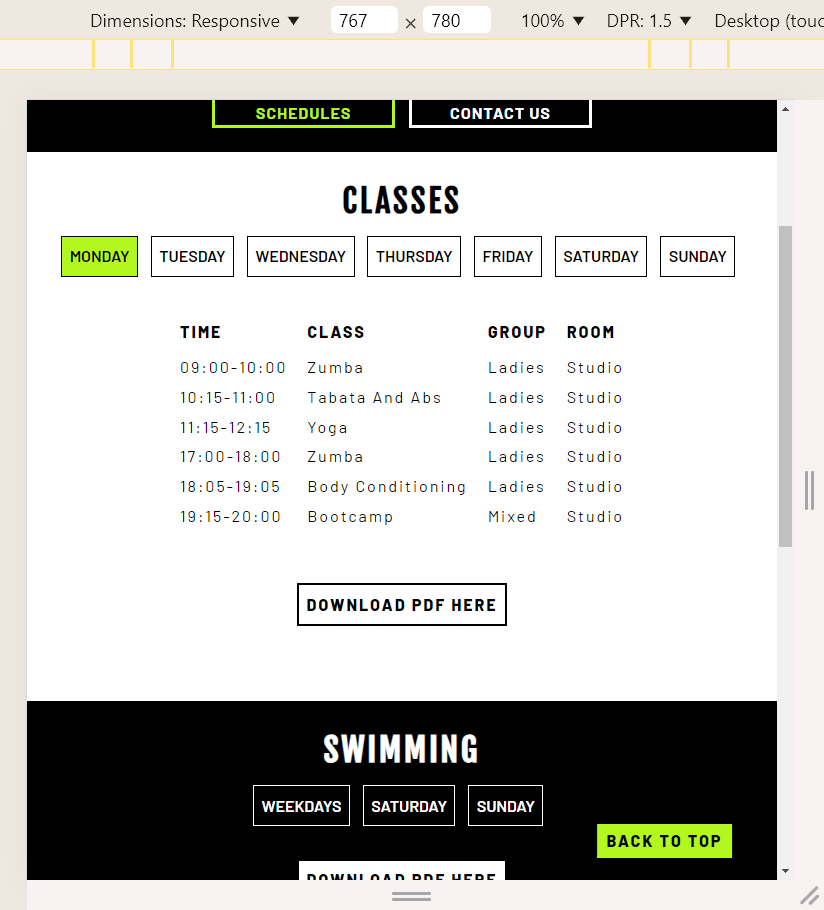 Dimensions: Responsive ▼ 767 × 780 100% ▼ DPR: 1.5 ▼ Desktop (touc
SCHEDULES CONTACT US
CLASSES
MONDAY TUESDAY WEDNESDAY THURSDAY FRIDAY SATURDAY SUNDAY
TIME CLASS GROUP ROOM
09:00-10:00 Zumba Ladies Studio
10:15-11:00 Tabata And Abs Ladies Studio
11:15-12:15 Yoga Ladies Studio
17:00-18:00 Zumba Ladies Studio
18:05-19:05 Body Conditioning Ladies Studio
19:15-20:00 Bootcamp Mixed Studio
DOWNLOAD PDF HERE
SWIMMING
WEEKDAYS SATURDAY SUNDAY
BACK TO TOP
DOWNLOAD PDF HERE